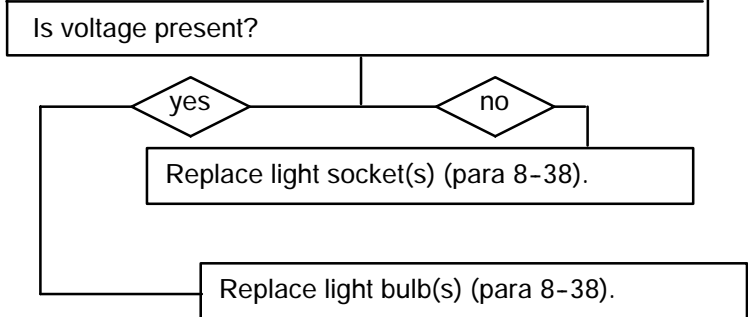 Is voltage present?
yes
no
Replace light socket(s) (para 8-38).
Replace light bulb(s) (para 8-38).